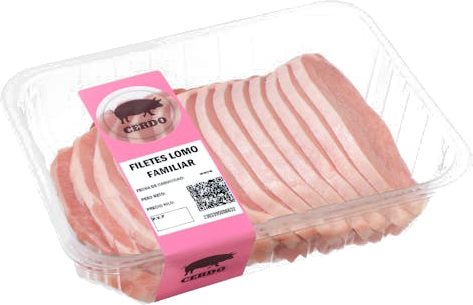 CERDO
FILETES LOMO
FAMILIAR
FECHA DE CADUCIDAD:
PESO NETO:
PRECIO KILO:
P.V.P
CERDO